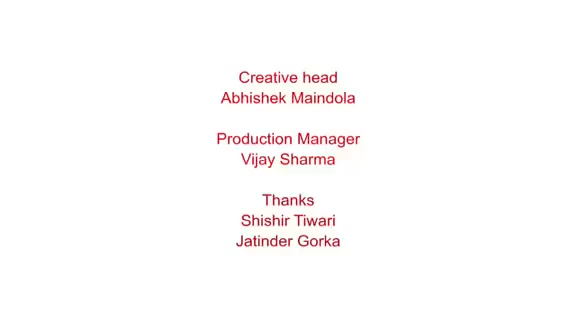 Creative head
Abhishek Maindola
Production Manager
Vijay Sharma
Thanks
Shishir Tiwari
Jatinder Gorka